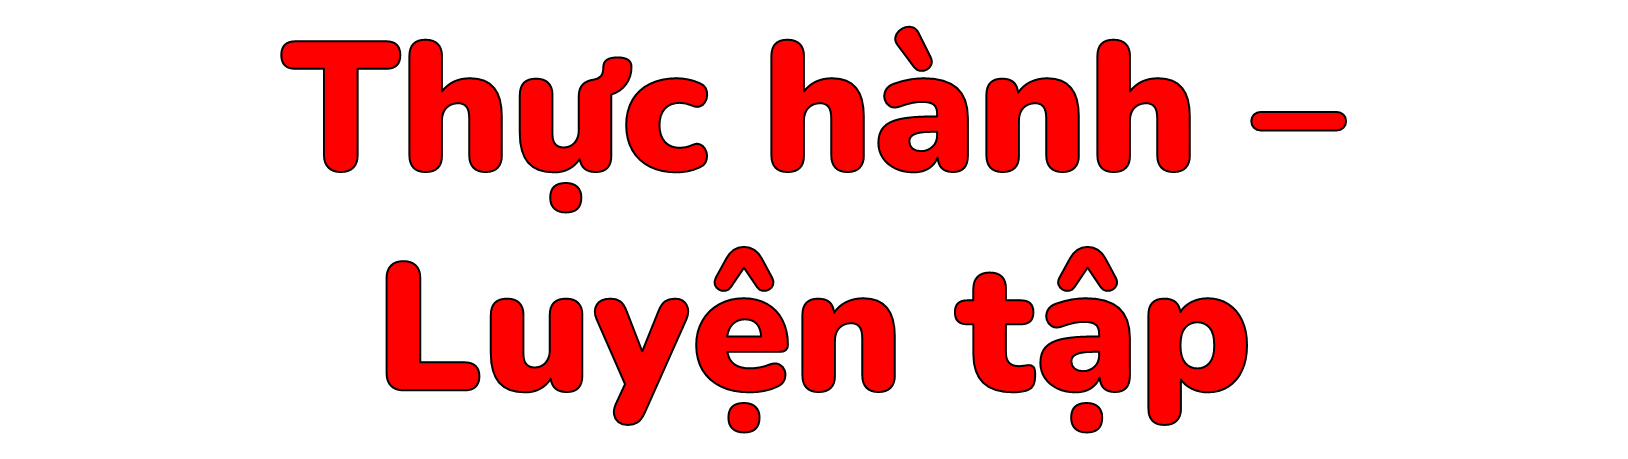 Thực hành –
Luyện tập